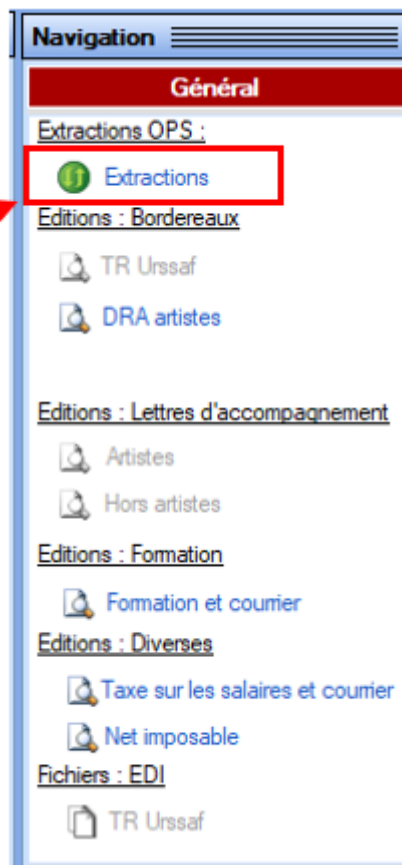 Navigation
Général
Extractions OPS :
Extractions
Editions : Bordereaux
TR Urssaf
DRA artistes
Editions : Lettres d'accompagnement
Artistes
Hors artistes
Editions : Formation
Formation et courrier
Editions : Diverses
Taxe sur les salaires et courrier
Net imposable
Fichiers : EDI
TR Urssaf